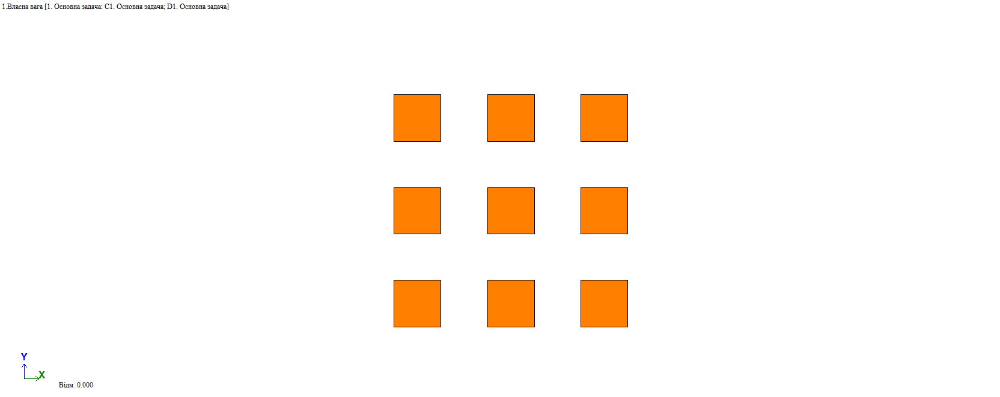 1.Власна вага [1. Основна задача: C1. Основна задача; D1. Основна задача]
Y
X
Відм. 0.000